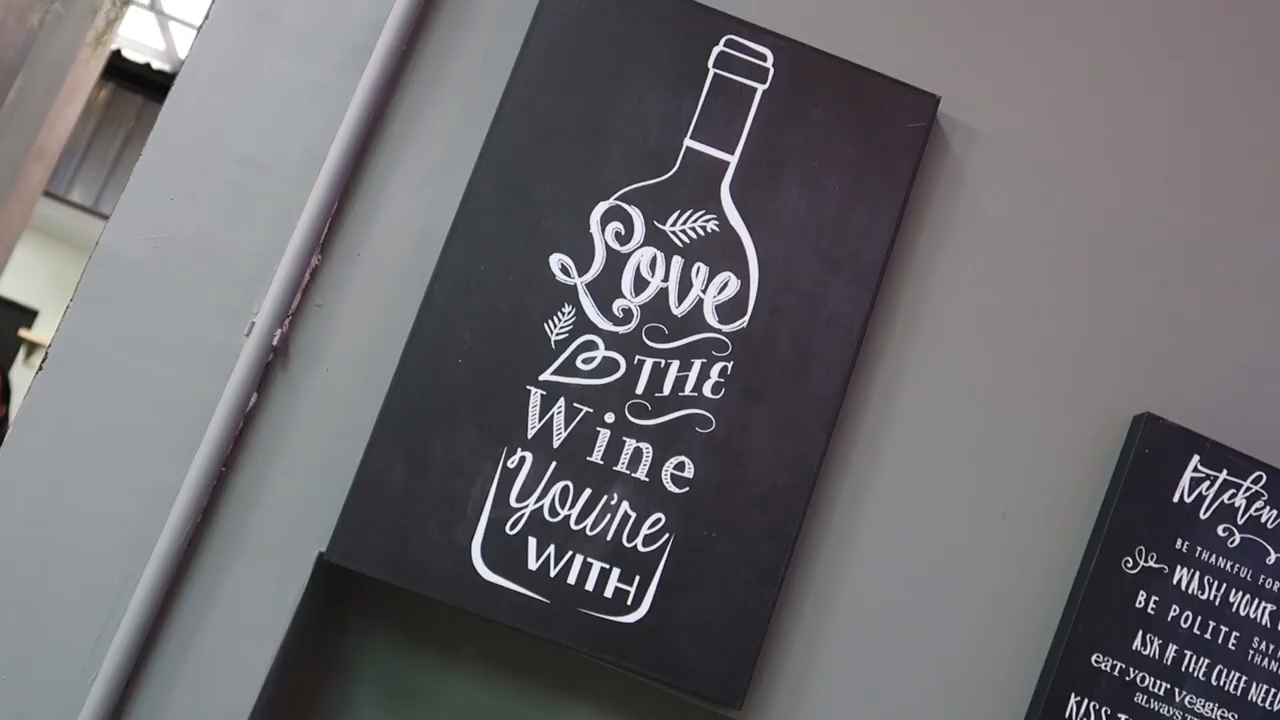 Love
THE
Wine
You're
WITH
Kitchen
BE THANKFUL FOR
WASH YOUR
BE POLITE
ASK IF THE CHEF
eat your veggies